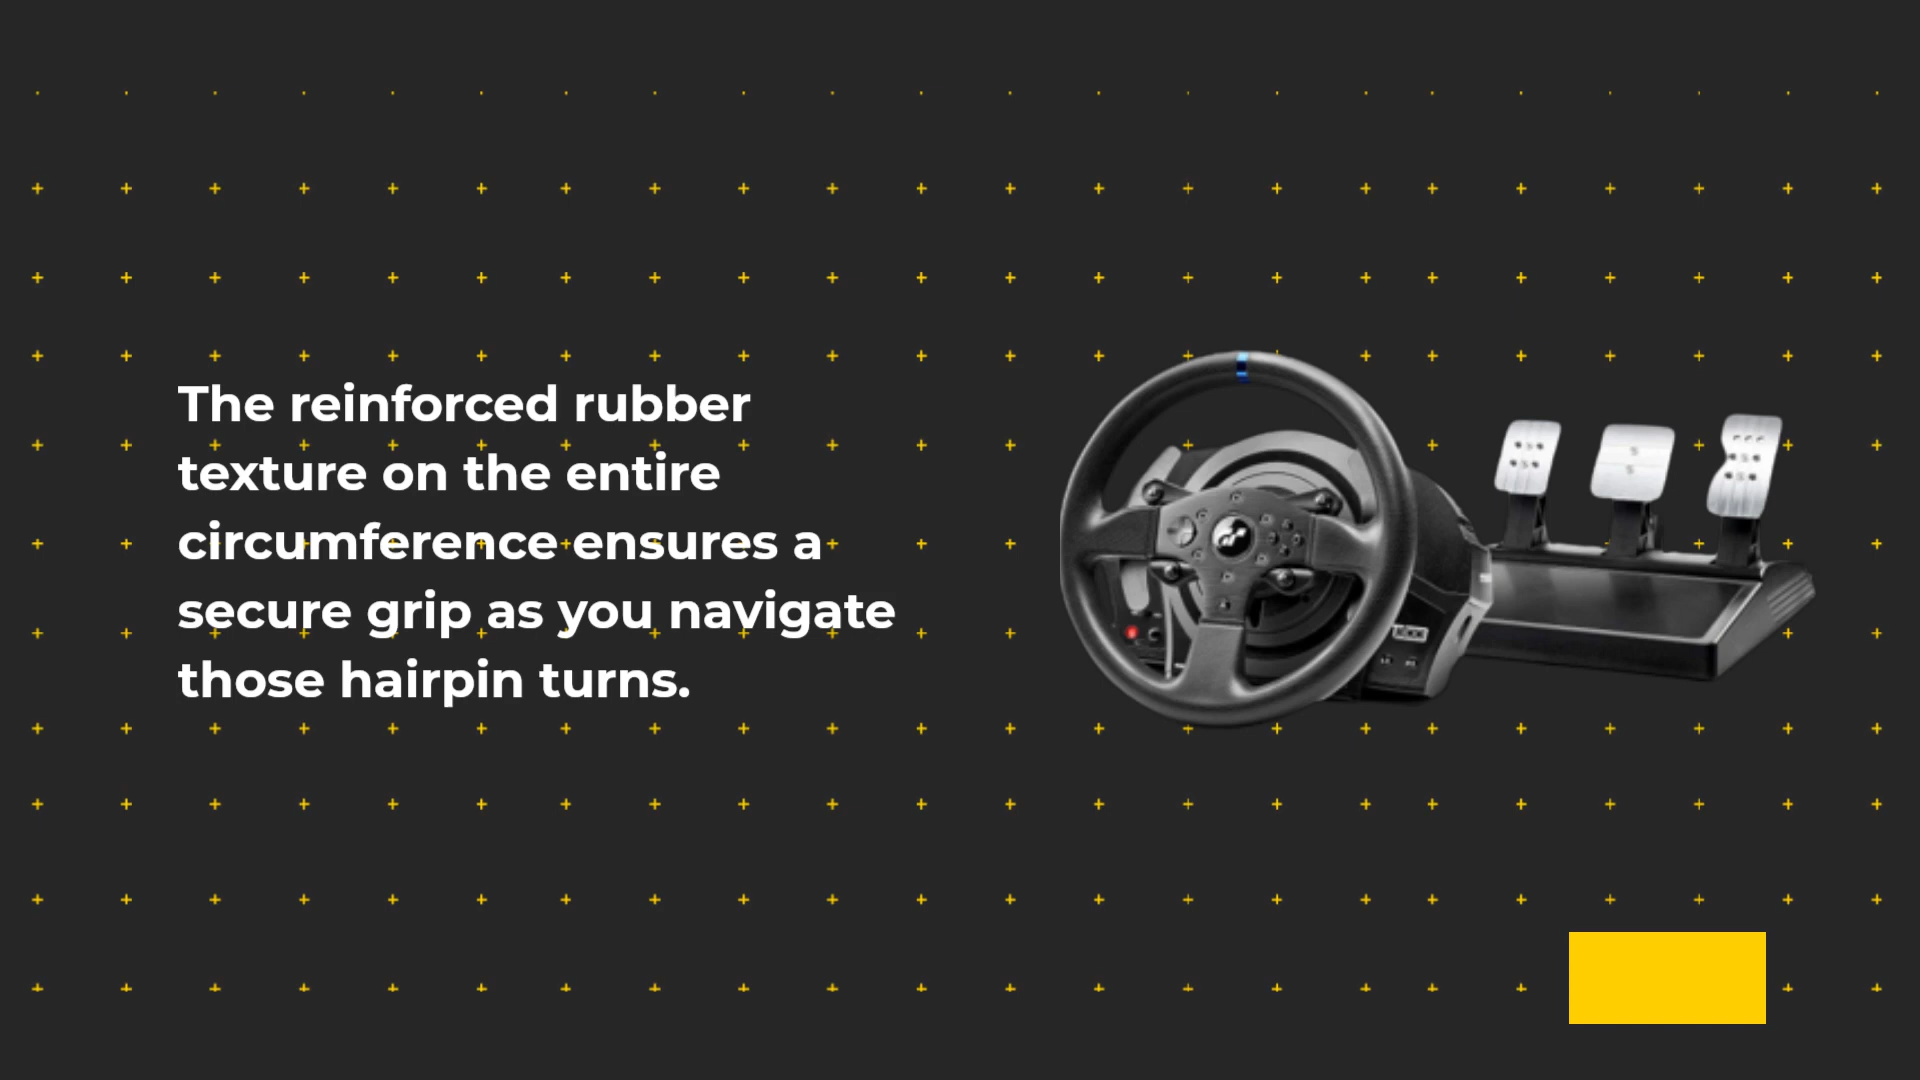 The reinforced rubber
texture on the entire
circumference ensures a
secure grip as you navigate
those hairpin turns.